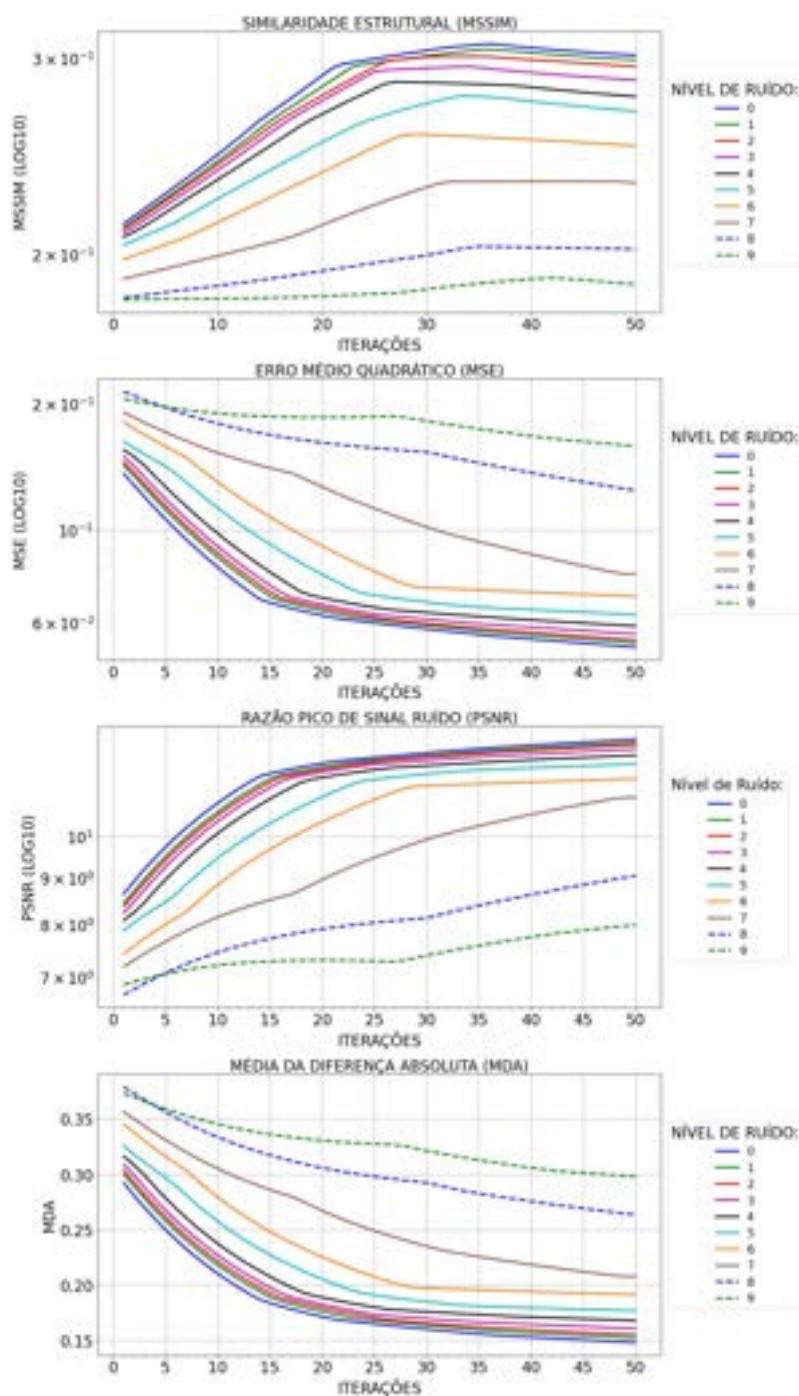 SIMILARIDADE ESTRUTURAL (MSSIM)
3 × 10⁻¹
2 × 10⁻¹
MSSIM (LOG10)
0 10 20 30 40 50
ITERAÇÕES
NÍVEL DE RUÍDO:
0
1
2
3
4
5
6
7
8
9
ERRO MÉDIO QUADRÁTICO (MSE)
2 × 10⁻¹
10⁻¹
6 × 10⁻²
MSE (LOG10)
0 5 10 15 20 25 30 35 40 45 50
ITERAÇÕES
NÍVEL DE RUÍDO:
0
1
2
3
4
5
6
7
8
9
RAZÃO PICO DE SINAL RUÍDO (PSNR)
10¹
9 × 10⁰
8 × 10⁰
7 × 10⁰
PSNR (LOG10)
0 5 10 15 20 25 30 35 40 45 50
ITERAÇÕES
Nível de Ruído:
0
1
2
3
4
5
6
7
8
9
MÉDIA DA DIFERENÇA ABSOLUTA (MDA)
0.35
0.30
0.25
0.20
0.15
MDA
0 5 10 15 20 25 30 35 40 45 50
ITERAÇÕES
NÍVEL DE RUÍDO:
0
1
2
3
4
5
6
7
8
9